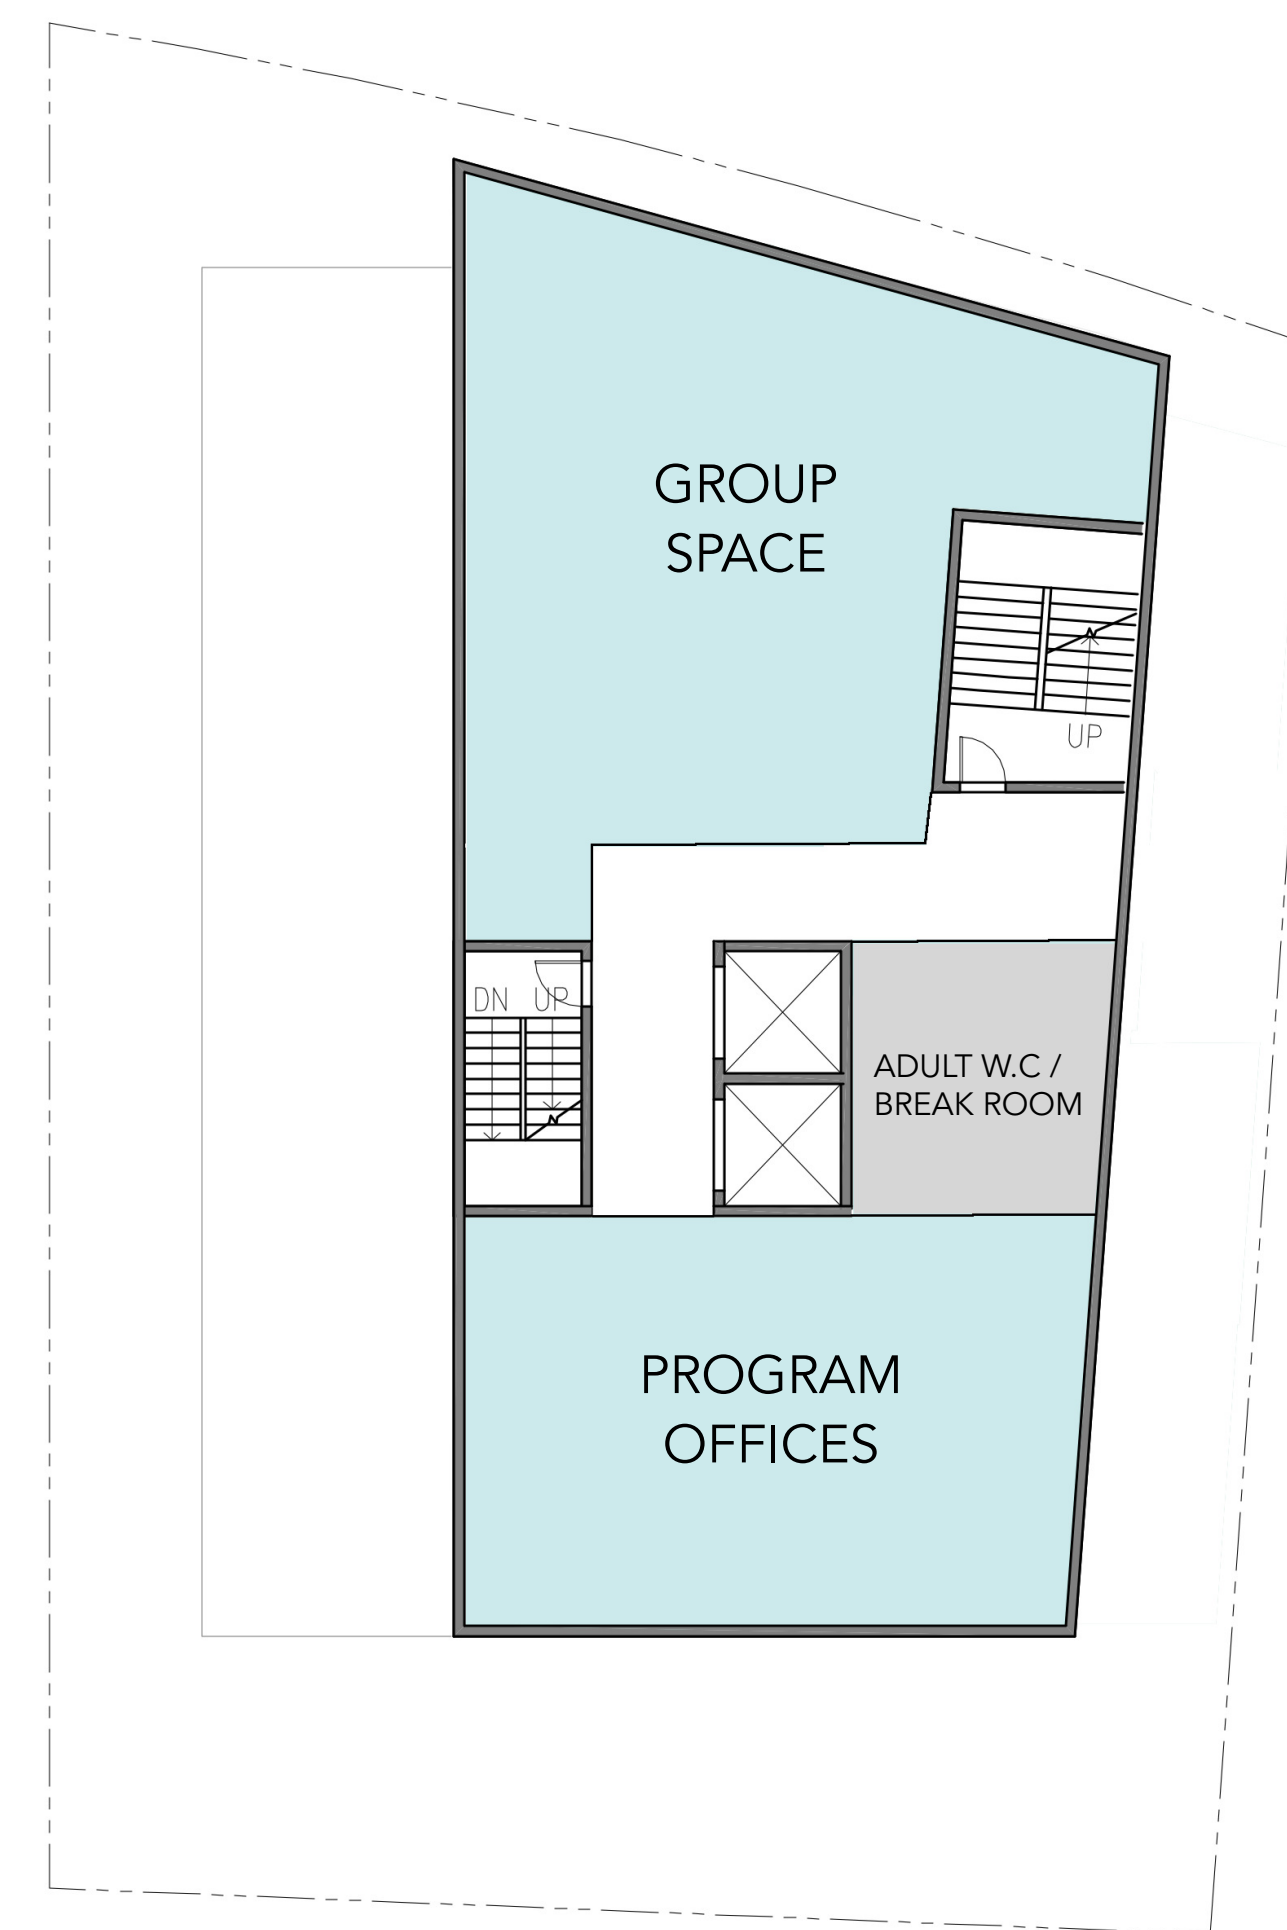 GROUP
SPACE
UP
DN UP
ADULT W.C /
BREAK ROOM
PROGRAM
OFFICES